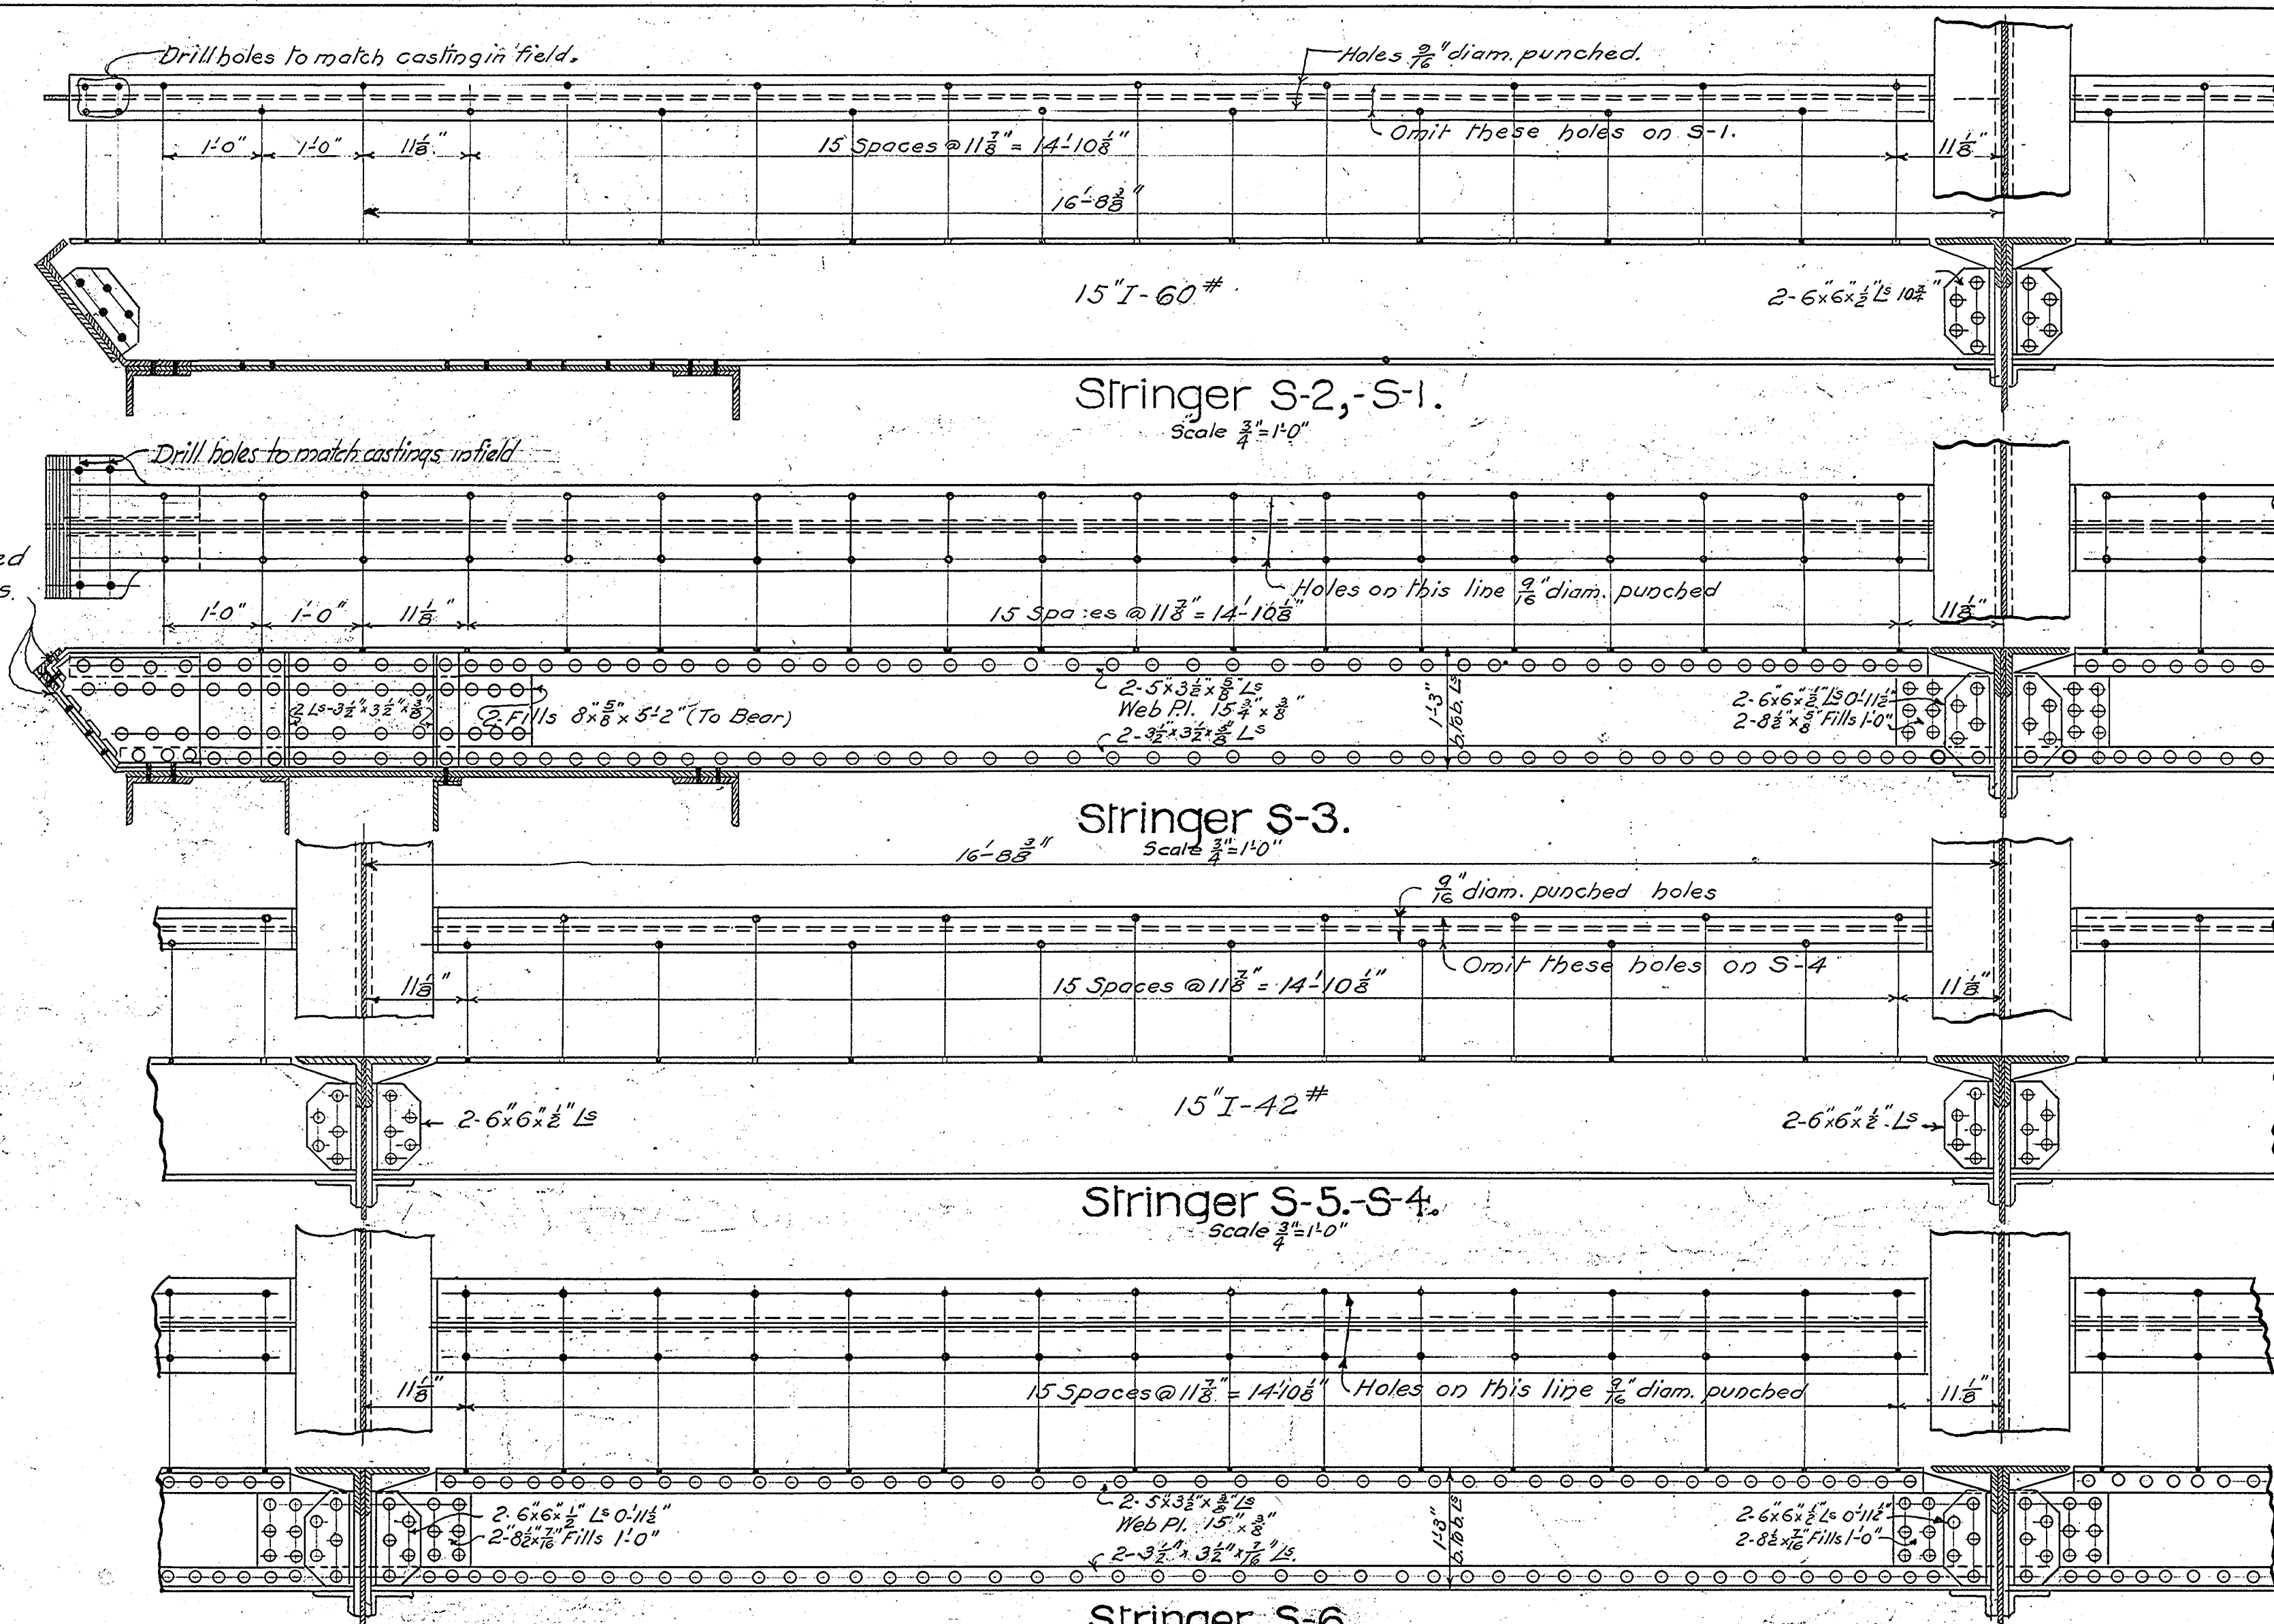 Drill holes to match casting in field.
Holes 9/16" diam. punched.
Omit these holes on S-1.
1'-0" 1'-0" 11 1/8" 15 Spaces @ 11 7/8" = 14'-10 1/8" 11 1/8"
16'-8 3/8"
15" I-60#
2-6"x6"x1/2" Ls 10 3/4"
Stringer S-2,-S-1.
Scale 3/4"=1'-0"
Drill holes to match castings in field
Holes on this line 9/16" diam. punched
1'-0" 1'-0" 11 1/8" 15 Spaces @ 11 7/8" = 14'-10 1/8" 11 1/8"
2 Ls-3 1/2"x3 1/2"x3/8"
2-Fills 8"x5/8"x5'-2" (To Bear)
2-5"x3 1/2"x5/8" Ls
Web Pl. 15 3/4"x3/8"
2-3 1/2"x3 1/2"x5/8" Ls
1'-3"
b.to b. Ls
2-6"x6"x1/2" Ls 0'-11 1/2"
2-8 1/2"x5/8" Fills 1'-0"
Stringer S-3.
Scale 3/4"=1'-0"
16'-8 3/8"
9/16" diam. punched holes
Omit these holes on S-4
11 1/8" 15 Spaces @ 11 7/8" = 14'-10 1/8" 11 1/8"
15" I-42#
2-6"x6"x1/2" Ls
2-6"x6"x1/2" Ls
Stringer S-5.-S-4.
Scale 3/4"=1'-0"
11 1/8" 15 Spaces @ 11 7/8" = 14'-10 1/8" Holes on this line 9/16" diam. punched 11 1/8"
2-6"x6"x1/2" Ls 0'-11 1/2"
2-8 1/2"x7/16" Fills 1'-0"
2-5"x3 1/2"x3/8" Ls
Web Pl. 15"x3/8"
2-3 1/2"x3 1/2"x7/16" Ls.
1'-3"
b.to b. Ls
2-6"x6"x1/2" Ls 0'-11 1/2"
2-8 1/2"x7/16" Fills 1'-0"
Stringer S-6